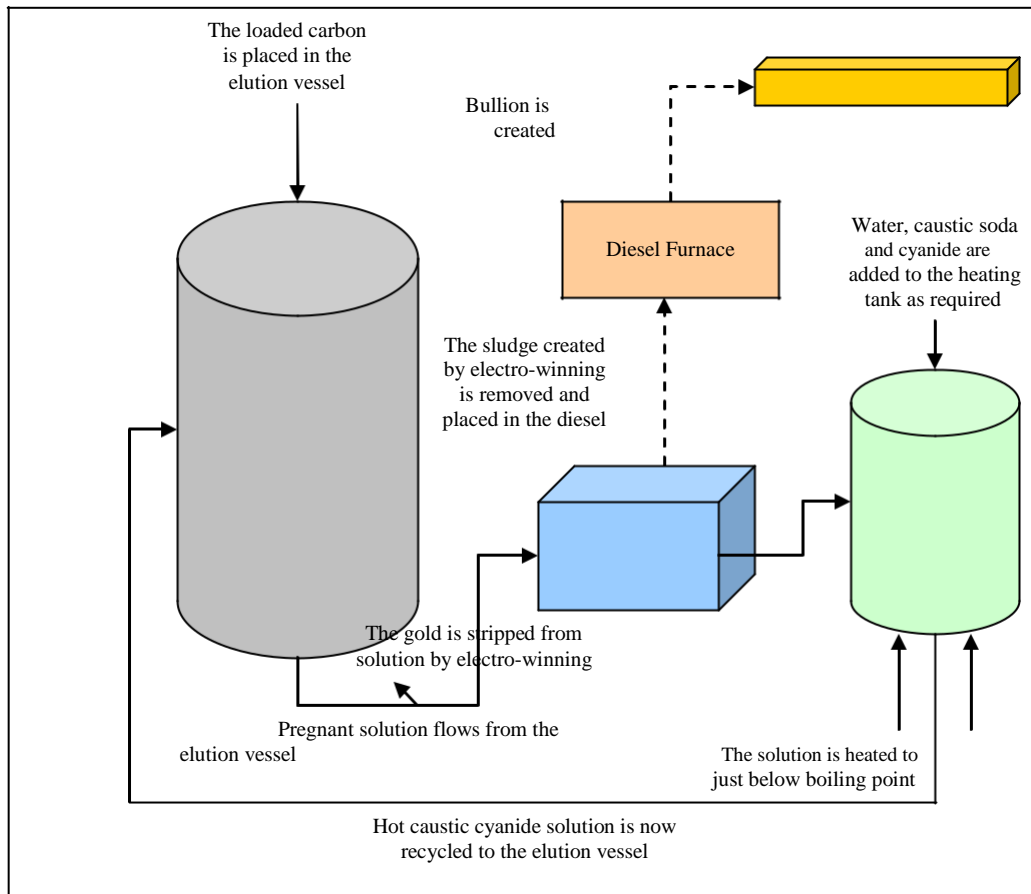 The loaded carbon
is placed in the
elution vessel
Bullion is
created
Diesel Furnace
Water, caustic soda
and cyanide are
added to the heating
tank as required
The sludge created
by electro-winning
is removed and
placed in the diesel
The gold is stripped from
solution by electro-winning
Pregnant solution flows from the
elution vessel
The solution is heated to
just below boiling point
Hot caustic cyanide solution is now
recycled to the elution vessel